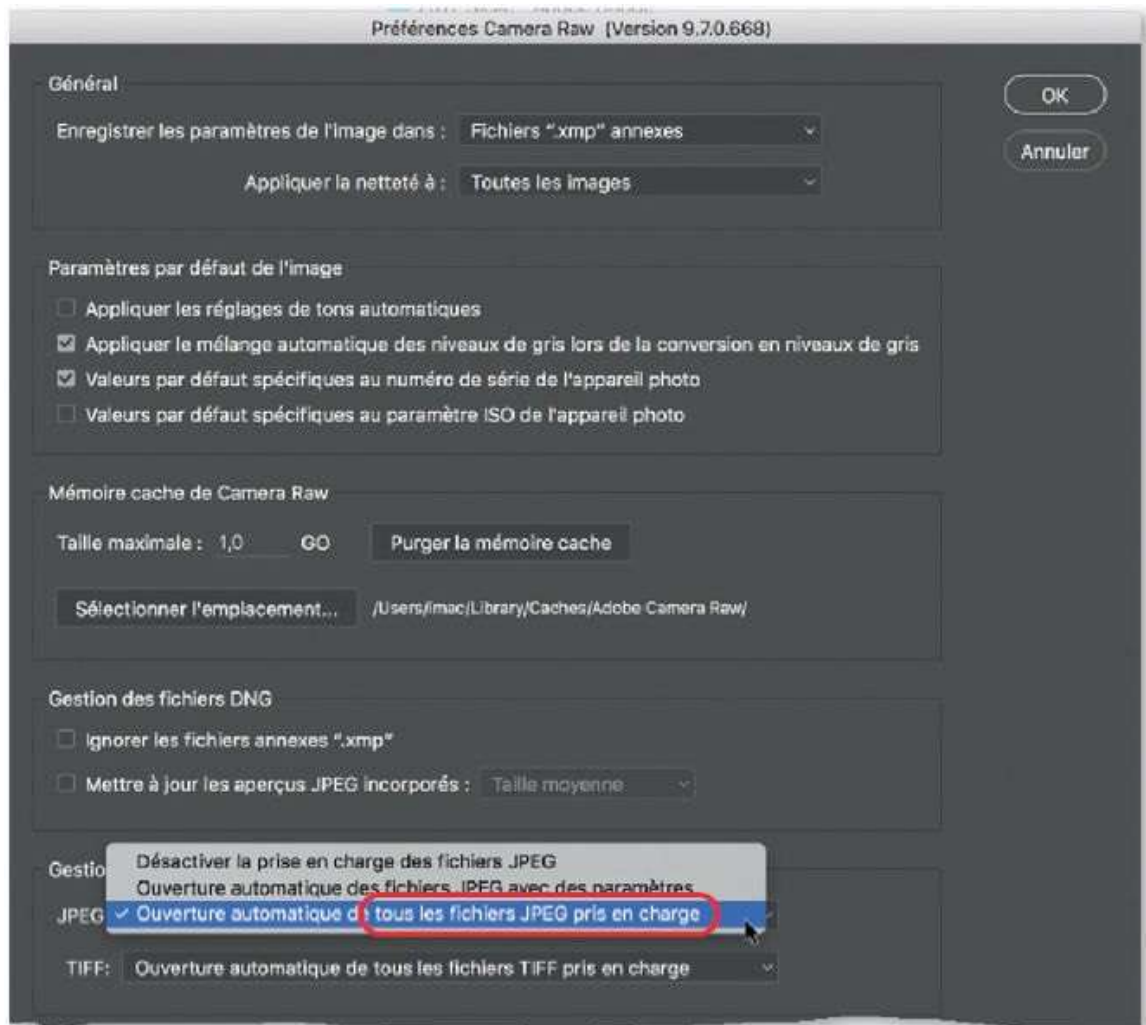 Préférences Camera Raw (Version 9.7.0.668)
Général
OK
Enregistrer les paramètres de l'image dans : Fichiers “.xmp” annexes
Annuler
Appliquer la netteté à : Toutes les images
Paramètres par défaut de l'image
Appliquer les réglages de tons automatiques
Appliquer le mélange automatique des niveaux de gris lors de la conversion en niveaux de gris
Valeurs par défaut spécifiques au numéro de série de l'appareil photo
Valeurs par défaut spécifiques au paramètre ISO de l'appareil photo
Mémoire cache de Camera Raw
Taille maximale : 1,0 GO Purger la mémoire cache
Sélectionner l'emplacement... /Users/imac/Library/Caches/Adobe Camera Raw/
Gestion des fichiers DNG
Ignorer les fichiers annexes “.xmp”
Mettre à jour les aperçus JPEG incorporés : Taille moyenne
Désactiver la prise en charge des fichiers JPEG
Gestio
Ouverture automatique des fichiers JPEG avec des paramètres
JPEG ✓ Ouverture automatique de tous les fichiers JPEG pris en charge
TIFF: Ouverture automatique de tous les fichiers TIFF pris en charge